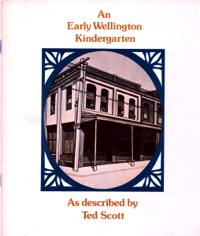 An
Early Wellington
Kindergarten
As described by
Ted Scott